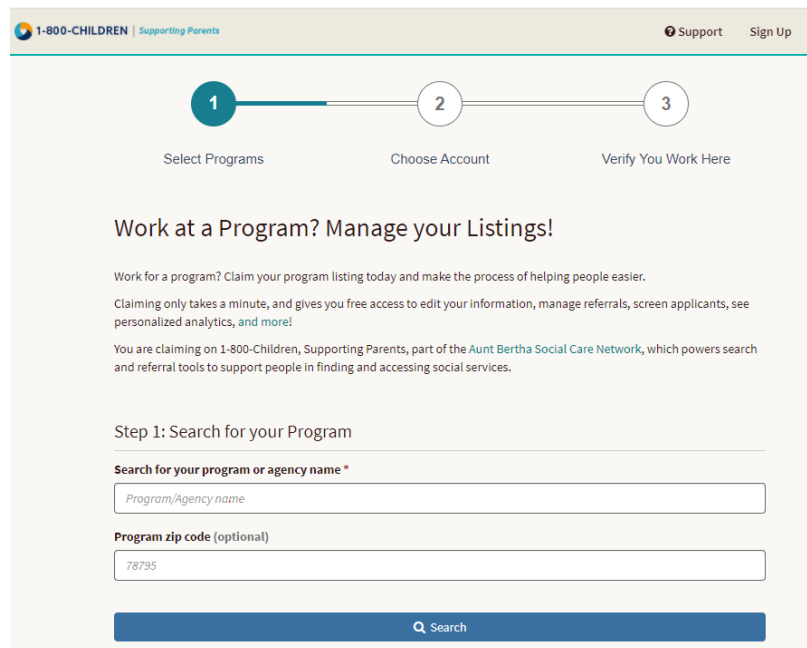 1-800-CHILDREN | Supporting Parents
Support Sign Up
1 2 3
Select Programs Choose Account Verify You Work Here
Work at a Program? Manage your Listings!
Work for a program? Claim your program listing today and make the process of helping people easier.
Claiming only takes a minute, and gives you free access to edit your information, manage referrals, screen applicants, see
personalized analytics, and more!
You are claiming on 1-800-Children, Supporting Parents, part of the Aunt Bertha Social Care Network, which powers search
and referral tools to support people in finding and accessing social services.
Step 1: Search for your Program
Search for your program or agency name *
Program/Agency name
Program zip code (optional)
78795
Search